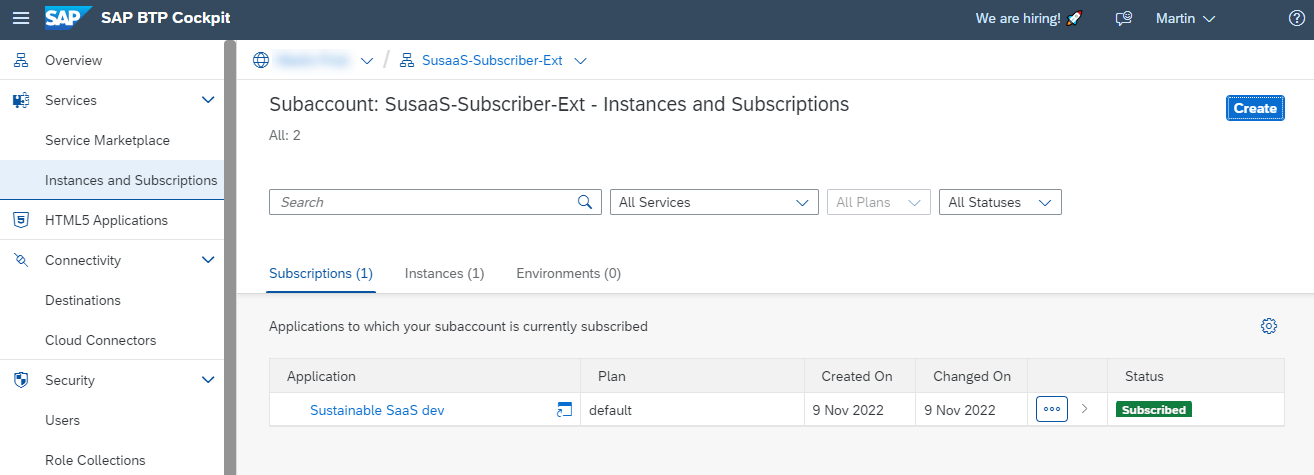 SAP SAP BTP Cockpit We are hiring! 🚀 Martin
Overview
Services
Service Marketplace
Instances and Subscriptions
HTML5 Applications
Connectivity
Destinations
Cloud Connectors
Security
Users
Role Collections
/ SusaaS-Subscriber-Ext
Subaccount: SusaaS-Subscriber-Ext - Instances and Subscriptions
Create
All: 2
Search All Services All Plans All Statuses
Subscriptions (1) Instances (1) Environments (0)
Applications to which your subaccount is currently subscribed
Application Plan Created On Changed On Status
Sustainable SaaS dev default 9 Nov 2022 9 Nov 2022 Subscribed